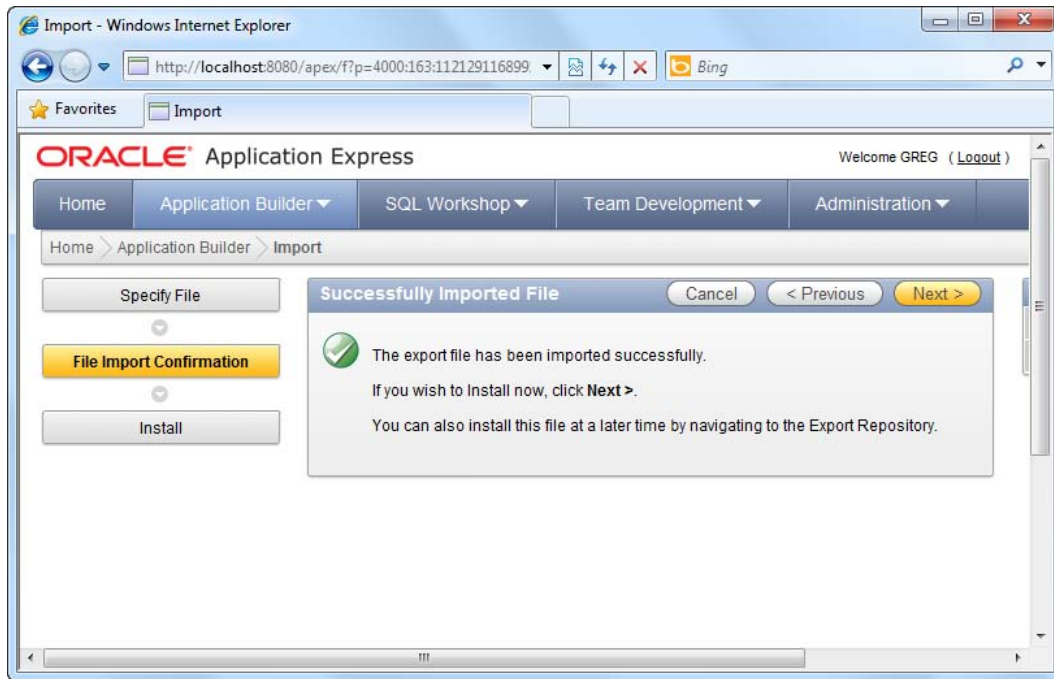 Import - Windows Internet Explorer
http://localhost:8080/apex/f?p=4000:163:112129116899
Bing
Favorites
Import
ORACLE Application Express
Welcome GREG ( Logout )
Home Application Builder SQL Workshop Team Development Administration
Home Application Builder Import
Specify File
File Import Confirmation
Install
Successfully Imported File
Cancel < Previous Next >
The export file has been imported successfully.
If you wish to Install now, click Next >.
You can also install this file at a later time by navigating to the Export Repository.